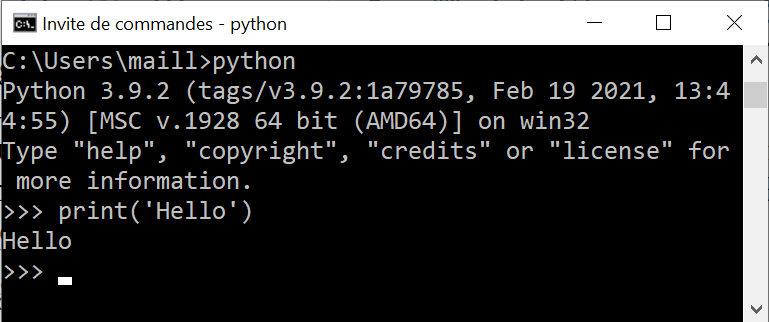 Invite de commandes - python
C:\Users\maill>python
Python 3.9.2 (tags/v3.9.2:1a79785, Feb 19 2021, 13:4
4:55) [MSC v.1928 64 bit (AMD64)] on win32
Type "help", "copyright", "credits" or "license" for
 more information.
>>> print('Hello')
Hello
>>>